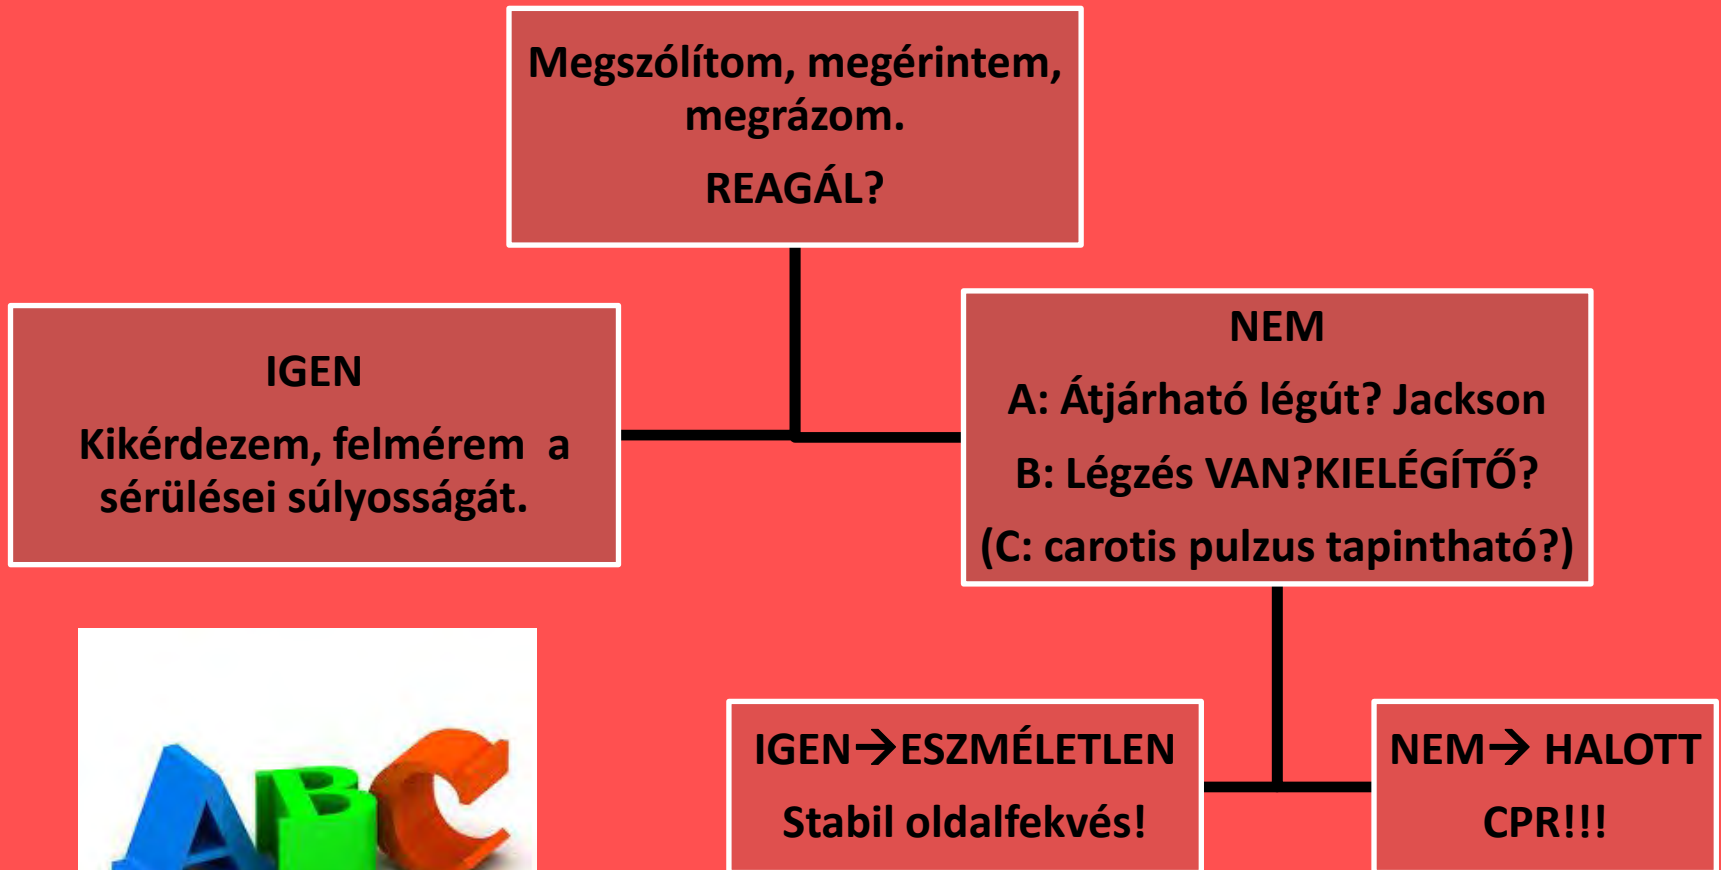 Megszólítom, megérintem,
megrázom.
REAGÁL?
IGEN
Kikérdezem, felmérem a
sérülései súlyosságát.
NEM
A: Átjárható légút? Jackson
B: Légzés VAN?KIELÉGÍTŐ?
(C: carotis pulzus tapintható?)
ABC
IGEN→ESZMÉLETLEN
Stabil oldalfekvés!
NEM→ HALOTT
CPR!!!